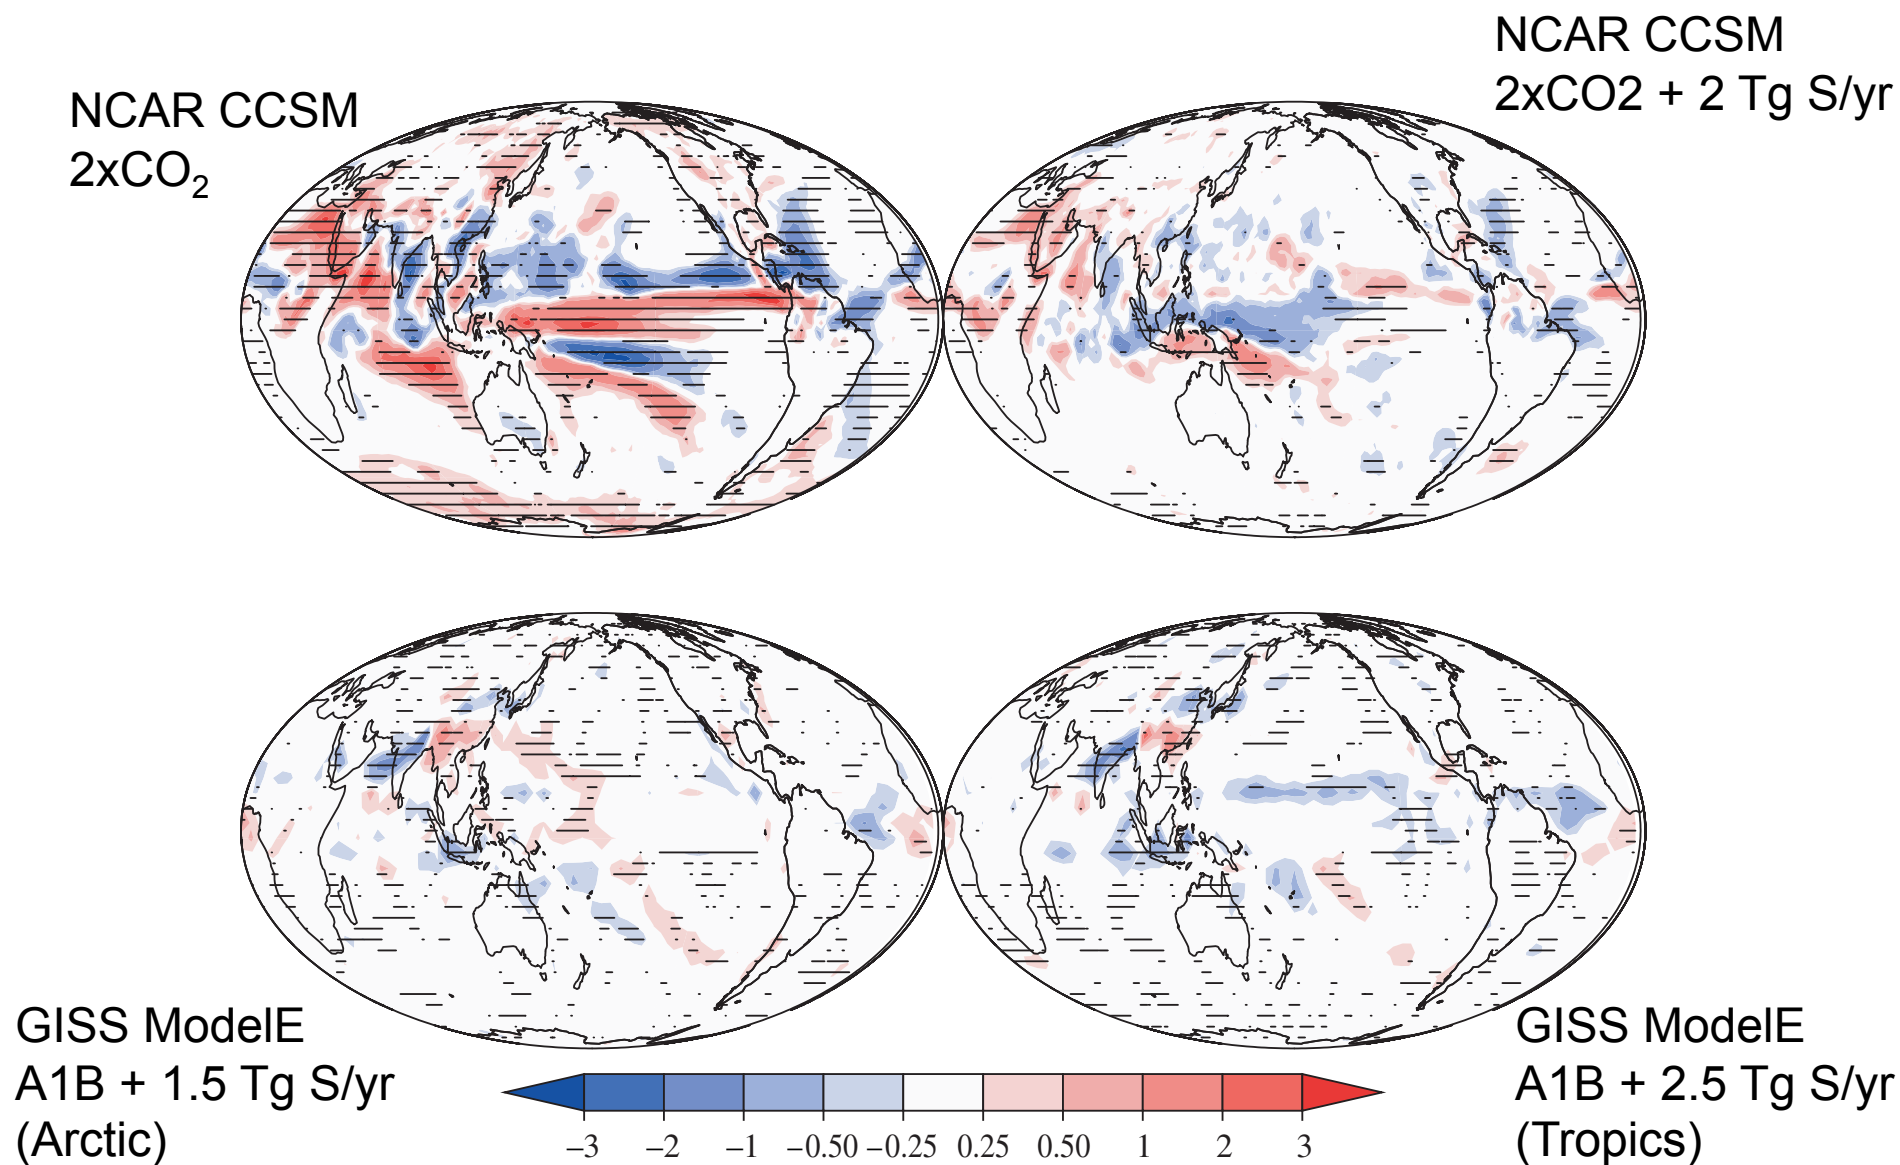 NCAR CCSM
2xCO₂
NCAR CCSM
2xCO2 + 2 Tg S/yr
GISS ModelE
A1B + 1.5 Tg S/yr
(Arctic)
−3 −2 −1 −0.50 −0.25 0.25 0.50 1 2 3
GISS ModelE
A1B + 2.5 Tg S/yr
(Tropics)